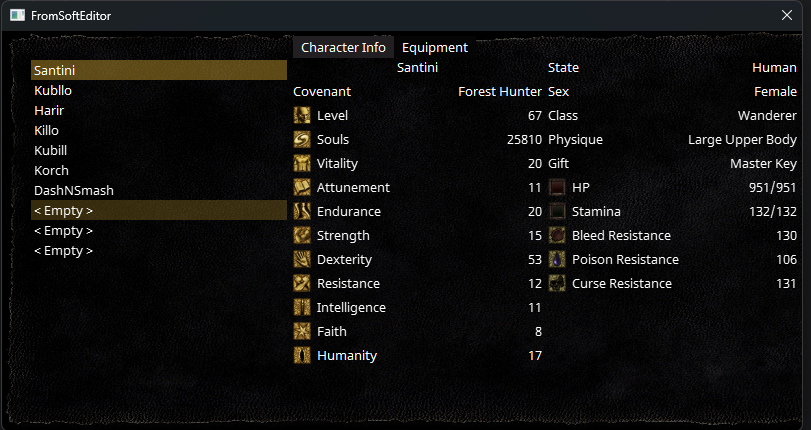 FromSoftEditor
Character Info Equipment
Santini
Kubllo
Harir
Killo
Kubill
Korch
DashNSmash
< Empty >
< Empty >
< Empty >
Santini
Covenant Forest Hunter
Level 67
Souls 25810
Vitality 20
Attunement 11
Endurance 20
Strength 15
Dexterity 53
Resistance 12
Intelligence 11
Faith 8
Humanity 17
State Human
Sex Female
Class Wanderer
Physique Large Upper Body
Gift Master Key
HP 951/951
Stamina 132/132
Bleed Resistance 130
Poison Resistance 106
Curse Resistance 131